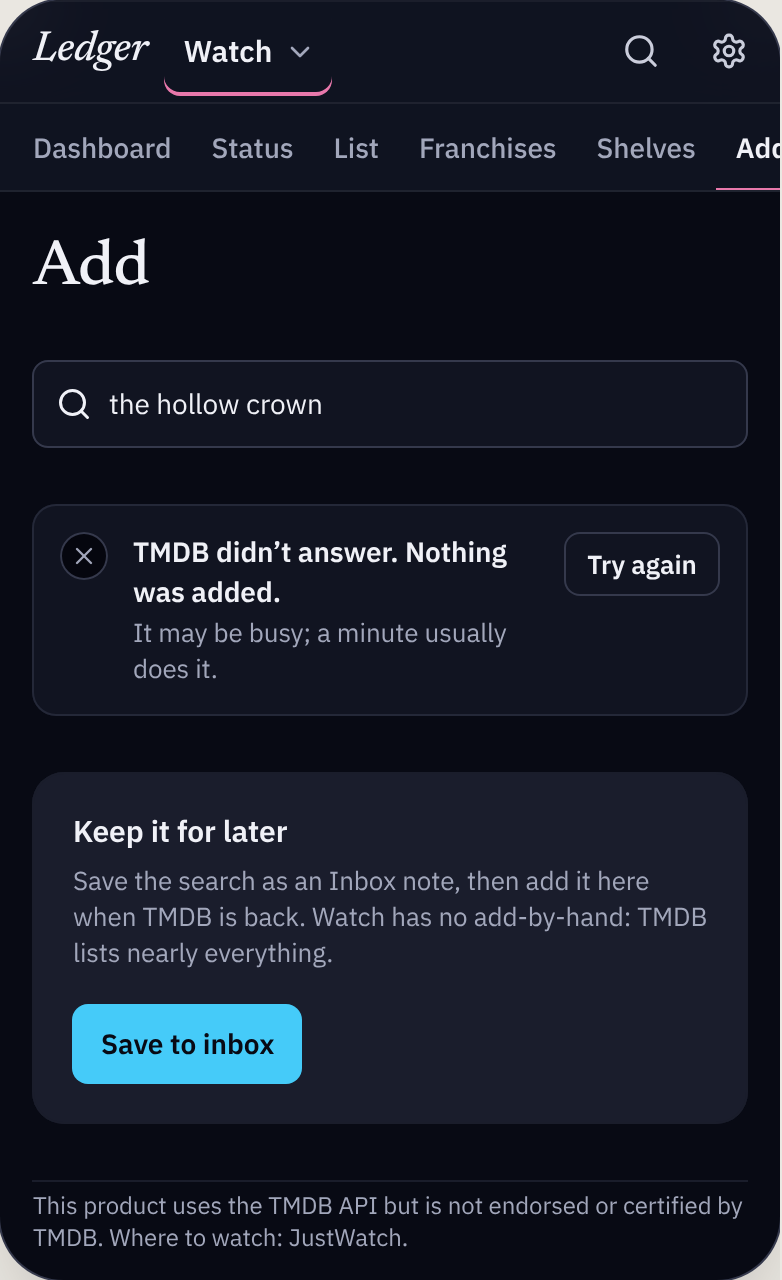 Ledger Watch
Dashboard Status List Franchises Shelves Add
Add
the hollow crown
TMDB didn’t answer. Nothing
was added.
It may be busy; a minute usually
does it.
Try again
Keep it for later
Save the search as an Inbox note, then add it here
when TMDB is back. Watch has no add-by-hand: TMDB
lists nearly everything.
Save to inbox
This product uses the TMDB API but is not endorsed or certified by
TMDB. Where to watch: JustWatch.